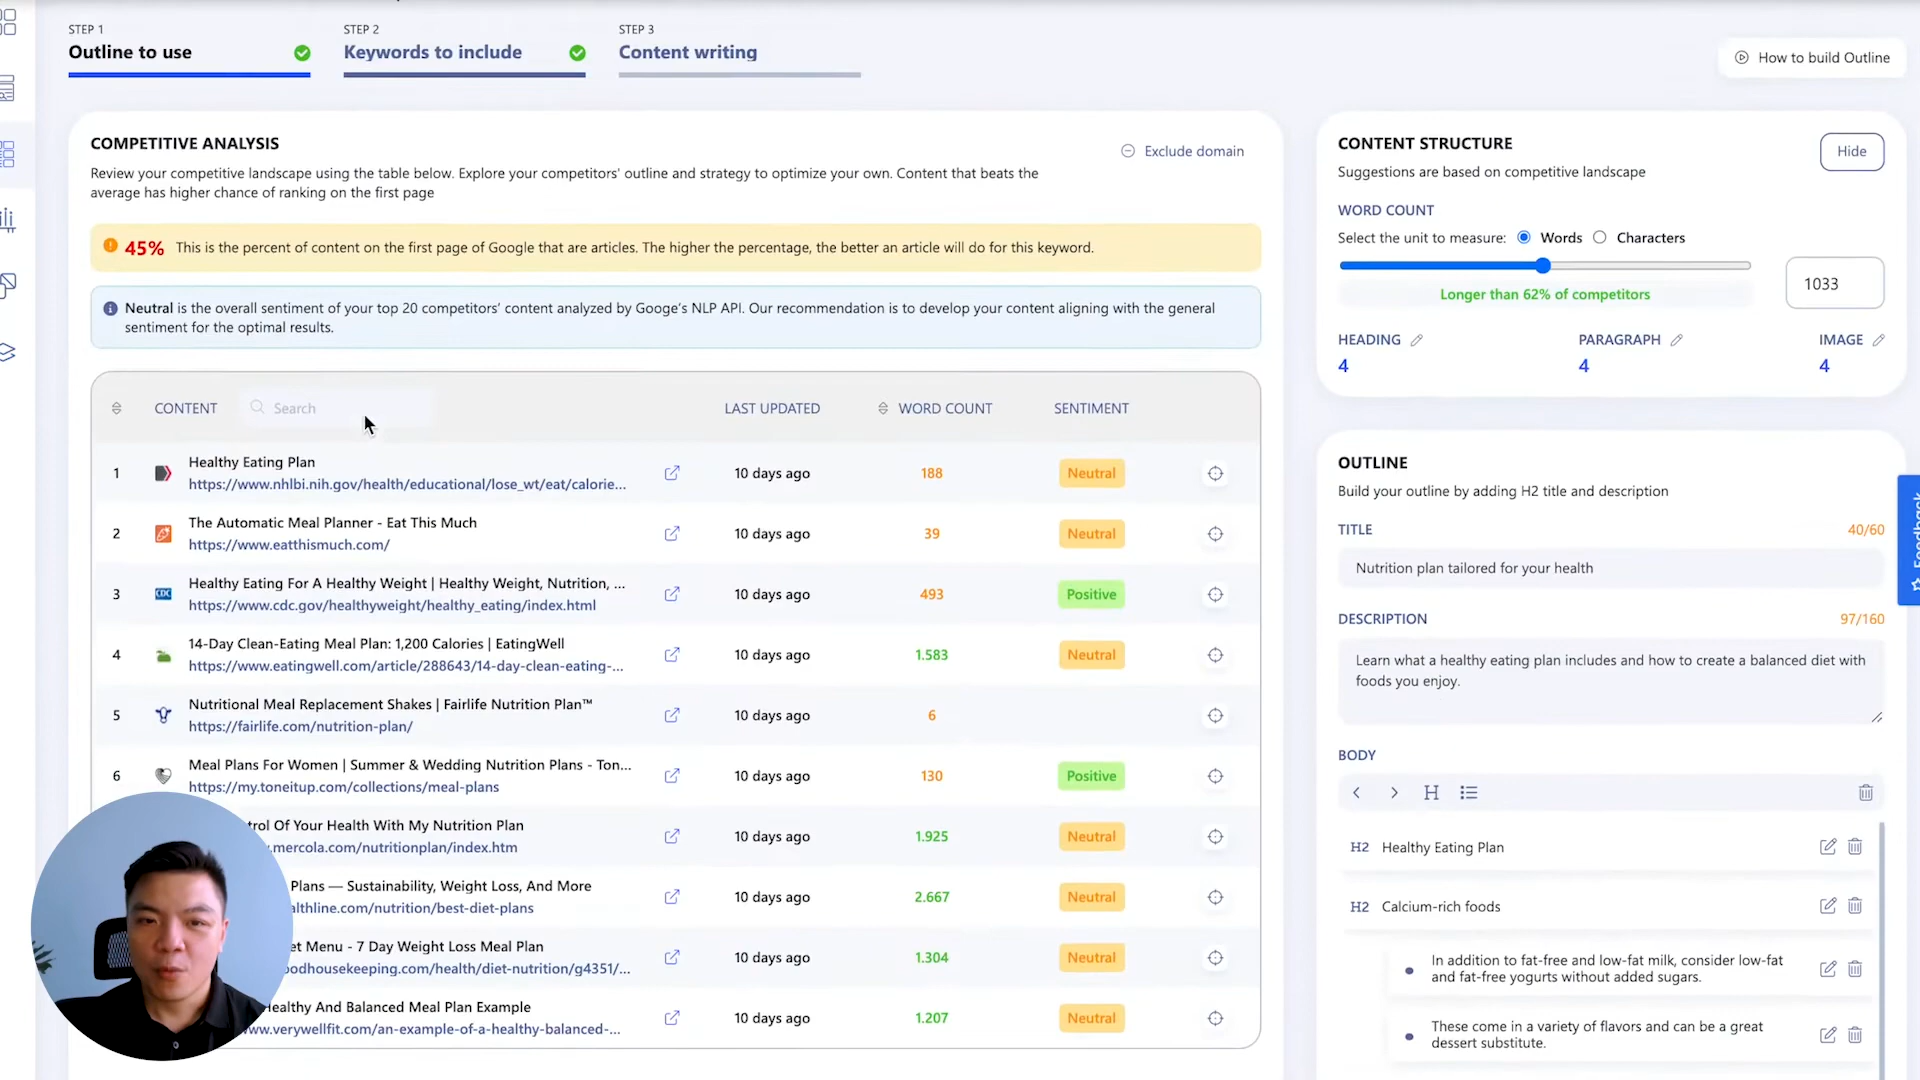 STEP 1
Outline to use
STEP 2
Keywords to include
STEP 3
Content writing
How to build Outline
COMPETITIVE ANALYSIS
Exclude domain
Review your competitive landscape using the table below. Explore your competitors' outline and strategy to optimize your own. Content that beats the
average has higher chance of ranking on the first page
45% This is the percent of content on the first page of Google that are articles. The higher the percentage, the better an article will do for this keyword.
Neutral is the overall sentiment of your top 20 competitors' content analyzed by Googe's NLP API. Our recommendation is to develop your content aligning with the general
sentiment for the optimal results.
CONTENT Search LAST UPDATED WORD COUNT SENTIMENT
1 Healthy Eating Plan
https://www.nhlbi.nih.gov/health/educational/lose_wt/eat/calorie...
10 days ago 188 Neutral
2 The Automatic Meal Planner - Eat This Much
https://www.eatthismuch.com/
10 days ago 39 Neutral
3 Healthy Eating For A Healthy Weight | Healthy Weight, Nutrition, ...
CDC
https://www.cdc.gov/healthyweight/healthy_eating/index.html
10 days ago 493 Positive
4 14-Day Clean-Eating Meal Plan: 1,200 Calories | EatingWell
https://www.eatingwell.com/article/288643/14-day-clean-eating-...
10 days ago 1.583 Neutral
5 Nutritional Meal Replacement Shakes | Fairlife Nutrition Plan™
https://fairlife.com/nutrition-plan/
10 days ago 6
6 Meal Plans For Women | Summer & Wedding Nutrition Plans - Ton...
https://my.toneitup.com/collections/meal-plans
10 days ago 130 Positive
Of Your Health With My Nutrition Plan
.mercola.com/nutritionplan/index.htm
10 days ago 1.925 Neutral
Plans — Sustainability, Weight Loss, And More
althline.com/nutrition/best-diet-plans
10 days ago 2.667 Neutral
et Menu - 7 Day Weight Loss Meal Plan
oodhousekeeping.com/health/diet-nutrition/g4351/...
10 days ago 1.304 Neutral
Healthy And Balanced Meal Plan Example
www.verywellfit.com/an-example-of-a-healthy-balanced-...
10 days ago 1.207 Neutral
CONTENT STRUCTURE
Hide
Suggestions are based on competitive landscape
WORD COUNT
Select the unit to measure: Words Characters
1033
Longer than 62% of competitors
HEADING PARAGRAPH IMAGE
4 4 4
OUTLINE
Build your outline by adding H2 title and description
TITLE 40/60
Nutrition plan tailored for your health
DESCRIPTION 97/160
Learn what a healthy eating plan includes and how to create a balanced diet with
foods you enjoy.
BODY
H
H2 Healthy Eating Plan
H2 Calcium-rich foods
In addition to fat-free and low-fat milk, consider low-fat
and fat-free yogurts without added sugars.
These come in a variety of flavors and can be a great
dessert substitute.
Feedback